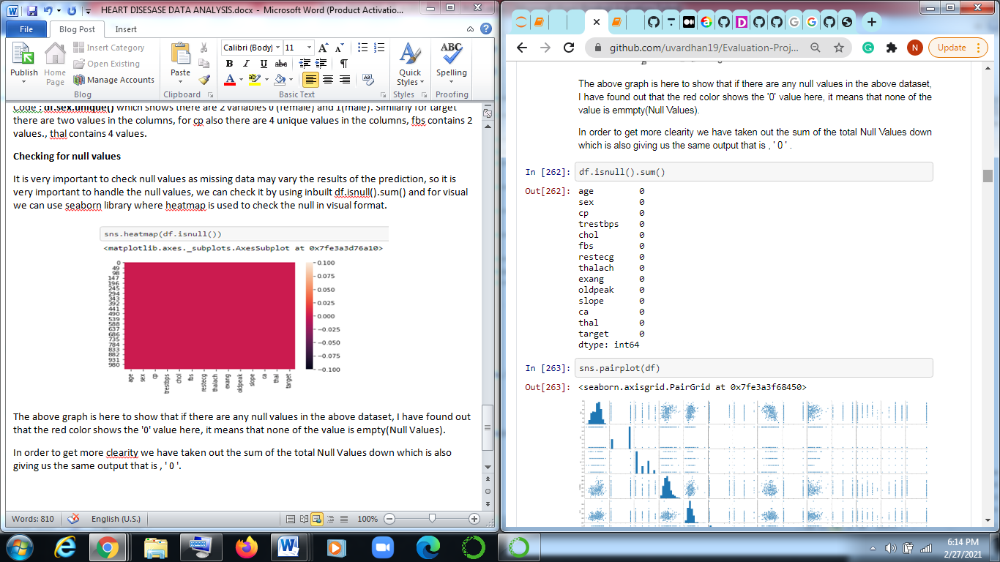 HEART DISESASE DATA ANALYSIS.docx - Microsoft Word (Product Activatio...
File
Blog Post
Insert
Publish
Home Page
Insert Category
Open Existing
Manage Accounts
Blog
Paste
Clipboard
Calibri (Body)
11
B I U abc
Basic Text
Quick Styles
Styles
ABC
Spelling
Proofing
Code : df.sex.unique() which shows there are 2 variables 0 (female) and 1(male). Similarly for target
there are two values in the columns, for cp also there are 4 unique values in the columns, fbs contains 2
values., thal contains 4 values.
Checking for null values
It is very important to check null values as missing data may vary the results of the prediction, so it is
very important to handle the null values, we can check it by using inbuilt df.isnull().sum() and for visual
we can use seaborn library where heatmap is used to check the null in visual format.
sns.heatmap(df.isnull())
<matplotlib.axes._subplots.AxesSubplot at 0x7fe3a3d76a10>
0
49
98
147
196
245
294
343
392
441
490
539
588
637
686
735
784
833
882
931
980
age
sex
cp
trestbps
chol
fbs
restecg
thalach
exang
oldpeak
slope
ca
thal
target
0.100
0.075
0.050
0.025
0.000
-0.025
-0.050
-0.075
-0.100
The above graph is here to show that if there are any null values in the above dataset, I have found out
that the red color shows the '0' value here, it means that none of the value is empty(Null Values).
In order to get more clearity we have taken out the sum of the total Null Values down which is also
giving us the same output that is , ' 0 '.
Words: 810
English (U.S.)
100%
github.com/uvardhan19/Evaluation-Proj...
N
Update
The above graph is here to show that if there are any null values in the above dataset,
I have found out that the red color shows the '0' value here, it means that none of the
value is emmpty(Null Values).
In order to get more clearity we have taken out the sum of the total Null Values down
which is also giving us the same output that is , ' 0 ' .
In [262]: df.isnull().sum()
Out[262]: age 0
sex 0
cp 0
trestbps 0
chol 0
fbs 0
restecg 0
thalach 0
exang 0
oldpeak 0
slope 0
ca 0
thal 0
target 0
dtype: int64
In [263]: sns.pairplot(df)
Out[263]: <seaborn.axisgrid.PairGrid at 0x7fe3a3f68450>
6:14 PM
2/27/2021